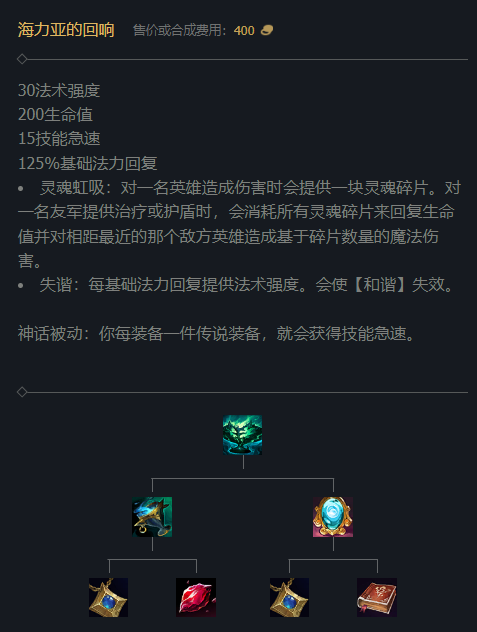 海力亚的回响 售价或合成费用：400
30法术强度
200生命值
15技能急速
125%基础法力回复
• 灵魂虹吸：对一名英雄造成伤害时会提供一块灵魂碎片。对
一名友军提供治疗或护盾时，会消耗所有灵魂碎片来回复生命
值并对相距最近的那个敌方英雄造成基于碎片数量的魔法伤
害。
• 失谐：每基础法力回复提供法术强度。会使【和谐】失效。
神话被动：你每装备一件传说装备，就会获得技能急速。